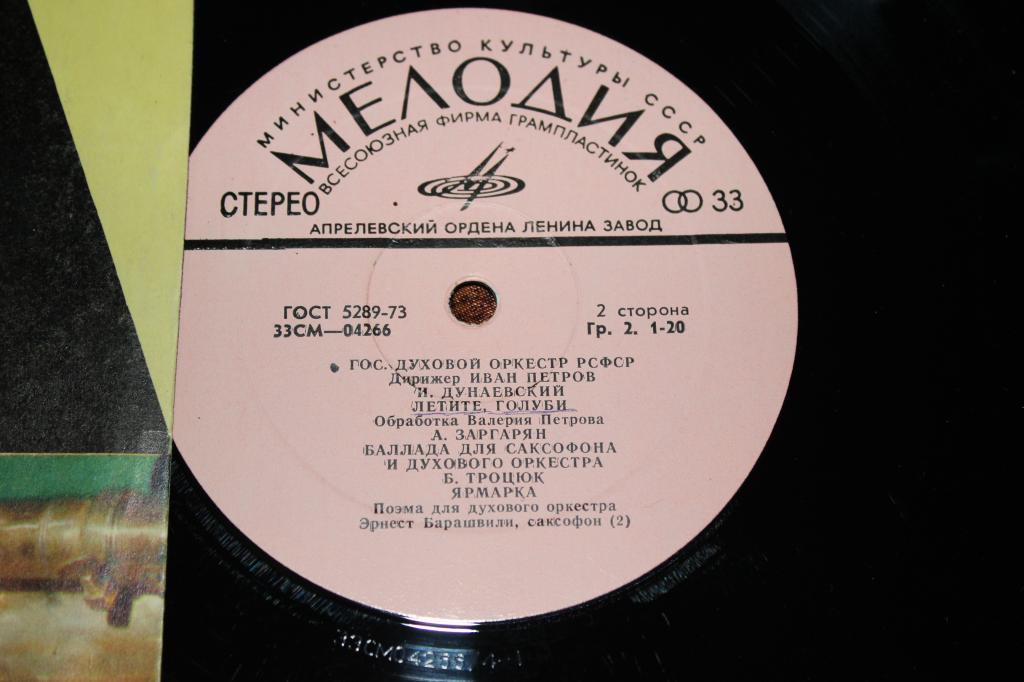 МИНИСТЕРСТВО КУЛЬТУРЫ СССР
МЕЛОДИЯ
ВСЕСОЮЗНАЯ ФИРМА ГРАМПЛАСТИНОК
СТЕРЕО
33
АПРЕЛЕВСКИЙ ОРДЕНА ЛЕНИНА ЗАВОД
ГОСТ 5289-73
2 сторона
33СМ—04266
Гр. 2. 1-20
ГОС. ДУХОВОЙ ОРКЕСТР РСФСР
Дирижер ИВАН ПЕТРОВ
И. ДУНАЕВСКИЙ
ЛЕТИТЕ, ГОЛУБИ
Обработка Валерия Петрова
А. ЗАРГАРЯН
БАЛЛАДА ДЛЯ САКСОФОНА
И ДУХОВОГО ОРКЕСТРА
Б. ТРОЦЮК
ЯРМАРКА
Поэма для духового оркестра
Эрнест Барашвили, саксофон (2)